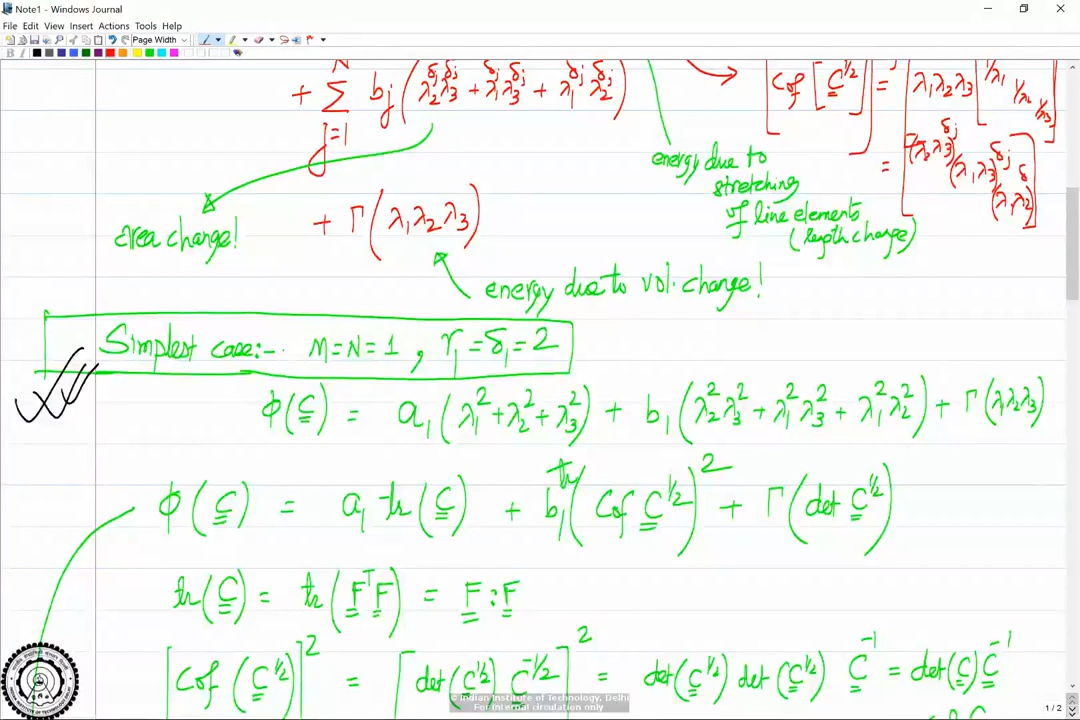 Note1 - Windows Journal
File Edit View Insert Actions Tools Help
Page Width
+ Σ_{j=1}^{N} b_j (λ₂^{δj} λ₃^{δj} + λ₁^{δj} λ₃^{δj} + λ₁^{δj} λ₂^{δj})
[Cof [C^{1/2}]] = [λ₁λ₂λ₃ [1/λ₁ 1/λ₂ 1/λ₃
= [(λ₂λ₃)^{δj} (λ₁λ₃)^{δj} (λ₁λ₂)^{δ}]
energy due to
stretching
of line elements
(length change)
area change!
+ Γ(λ₁λ₂λ₃)
energy due to vol. change!
Simplest case:- M=N=1, γ₁=δ₁=2
ϕ(C) = a₁(λ₁²+λ₂²+λ₃²) + b₁(λ₂²λ₃² + λ₁²λ₃² + λ₁²λ₂²) + Γ(λ₁λ₂λ₃)
ϕ(C) = a₁ tr(C) + b₁ tr(Cof C^{1/2})² + Γ(det C^{1/2})
tr(C) = tr(FᵀF) = F:F
[Cof (C^{1/2})]² = [det(C^{1/2}) C^{-1/2}]² = det(C^{1/2}) det(C^{1/2}) C^{-1} = det(C) C^{-1}
© Indian Institute of Technology, Delhi
For internal circulation only
1 / 2